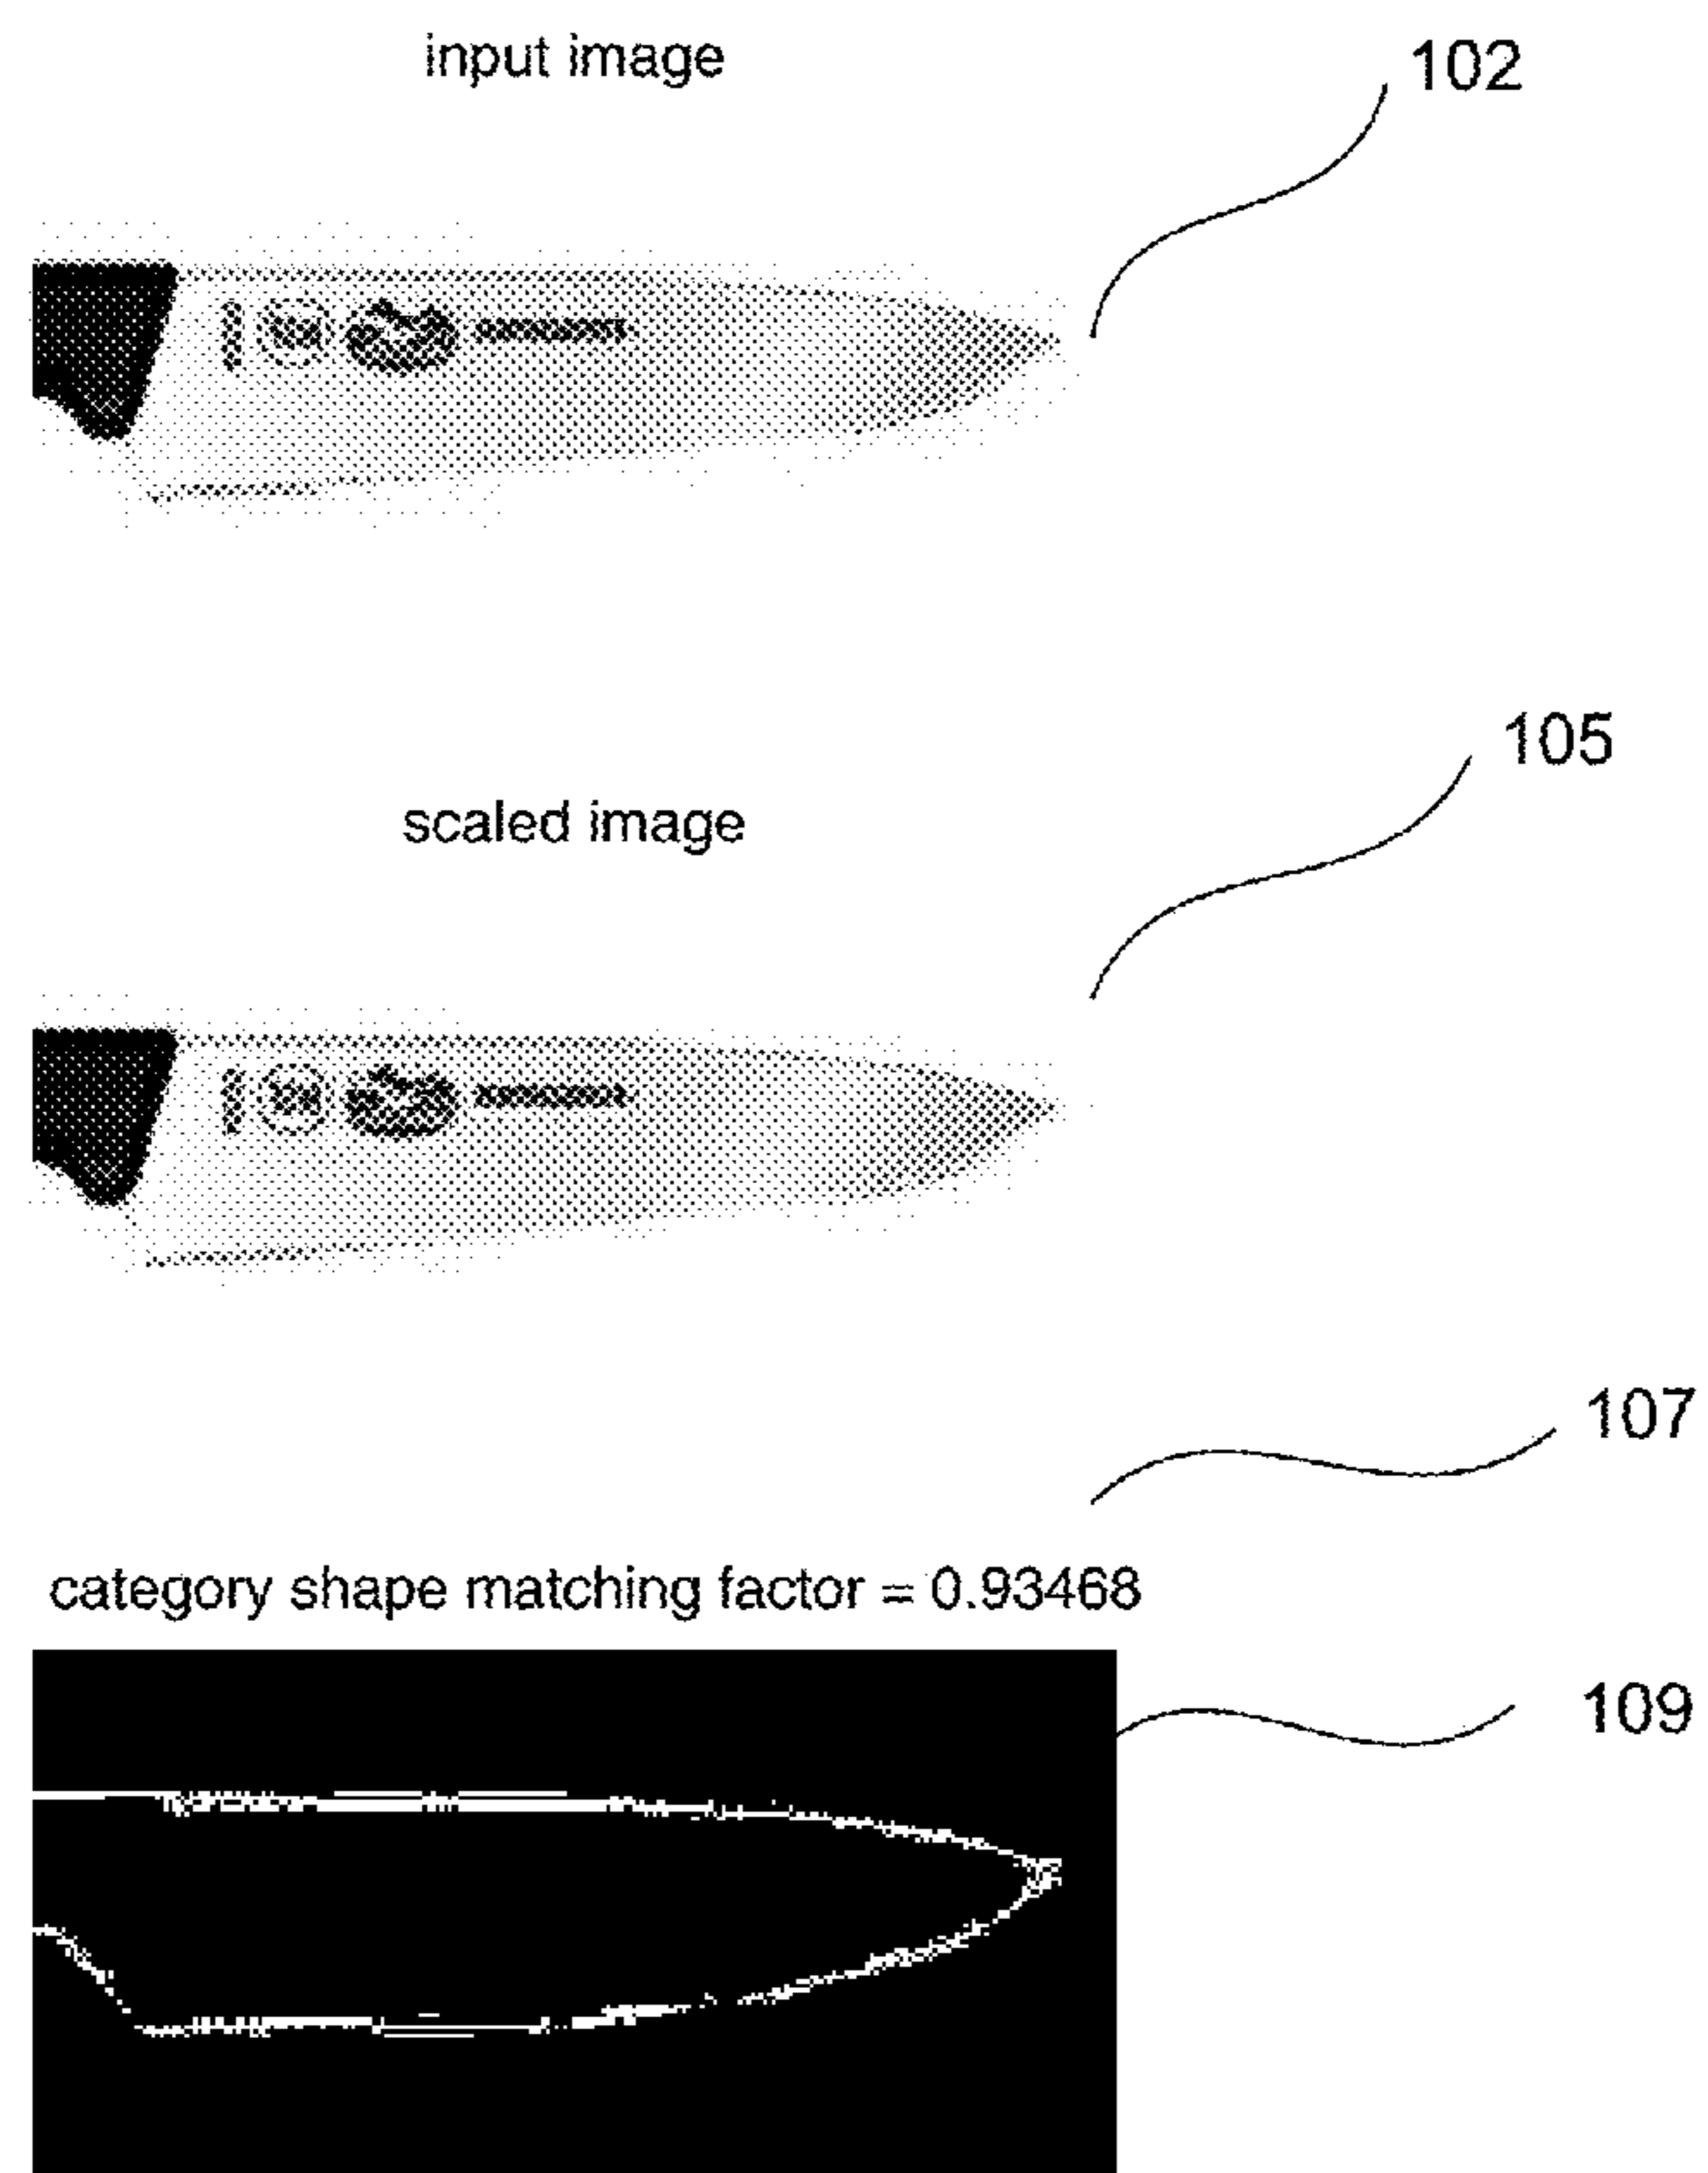 input image
102
105
scaled image
107
category shape matching factor = 0.93468
109